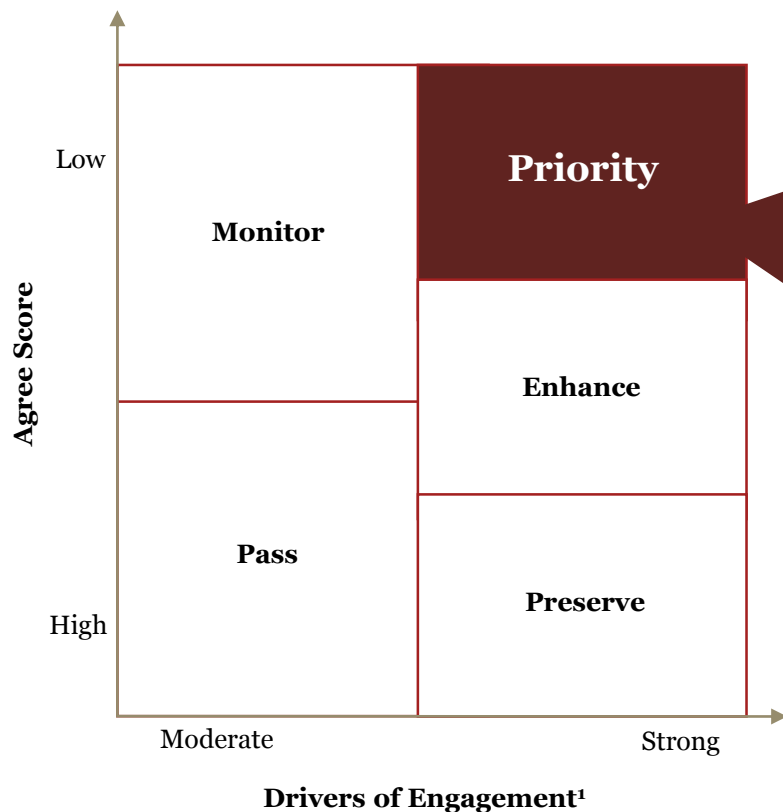 Low
Priority
Monitor
Agree Score
Enhance
Pass
Preserve
High
Moderate
Strong
Drivers of Engagement¹